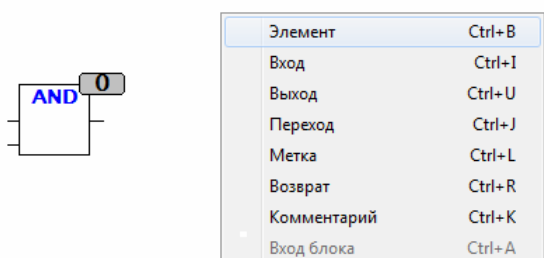 0
AND
Элемент Ctrl+B
Вход Ctrl+I
Выход Ctrl+U
Переход Ctrl+J
Метка Ctrl+L
Возврат Ctrl+R
Комментарий Ctrl+K
Вход блока Ctrl+A